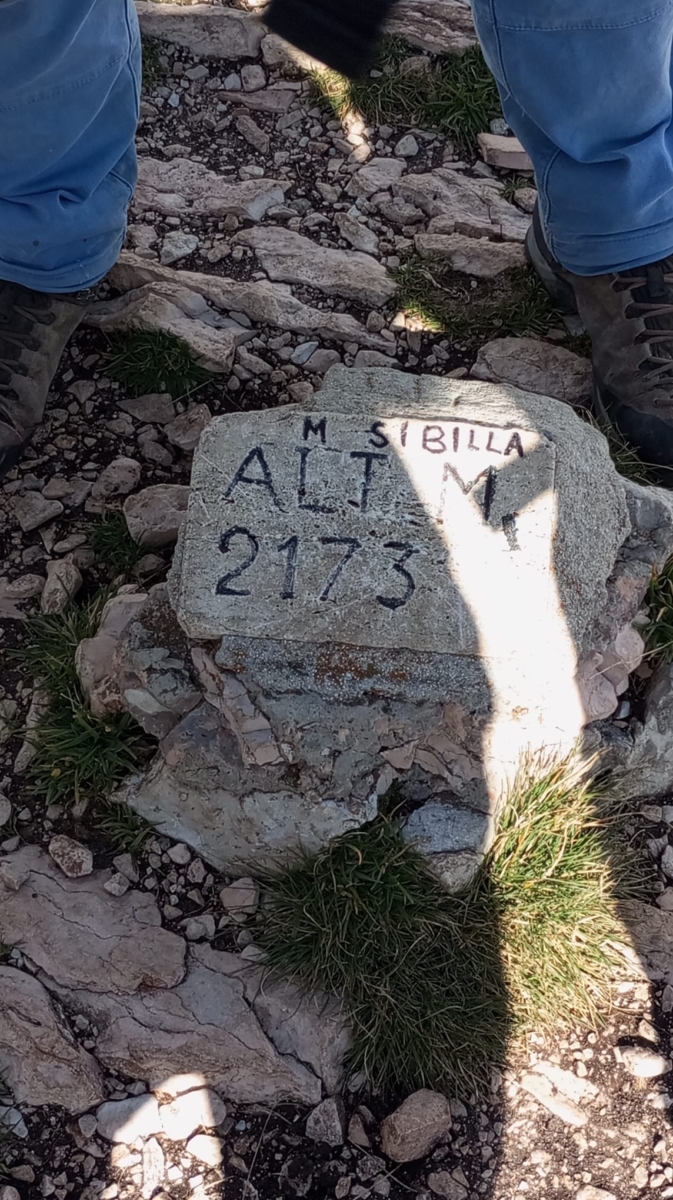 M SIBILLA
ALT M,
2173